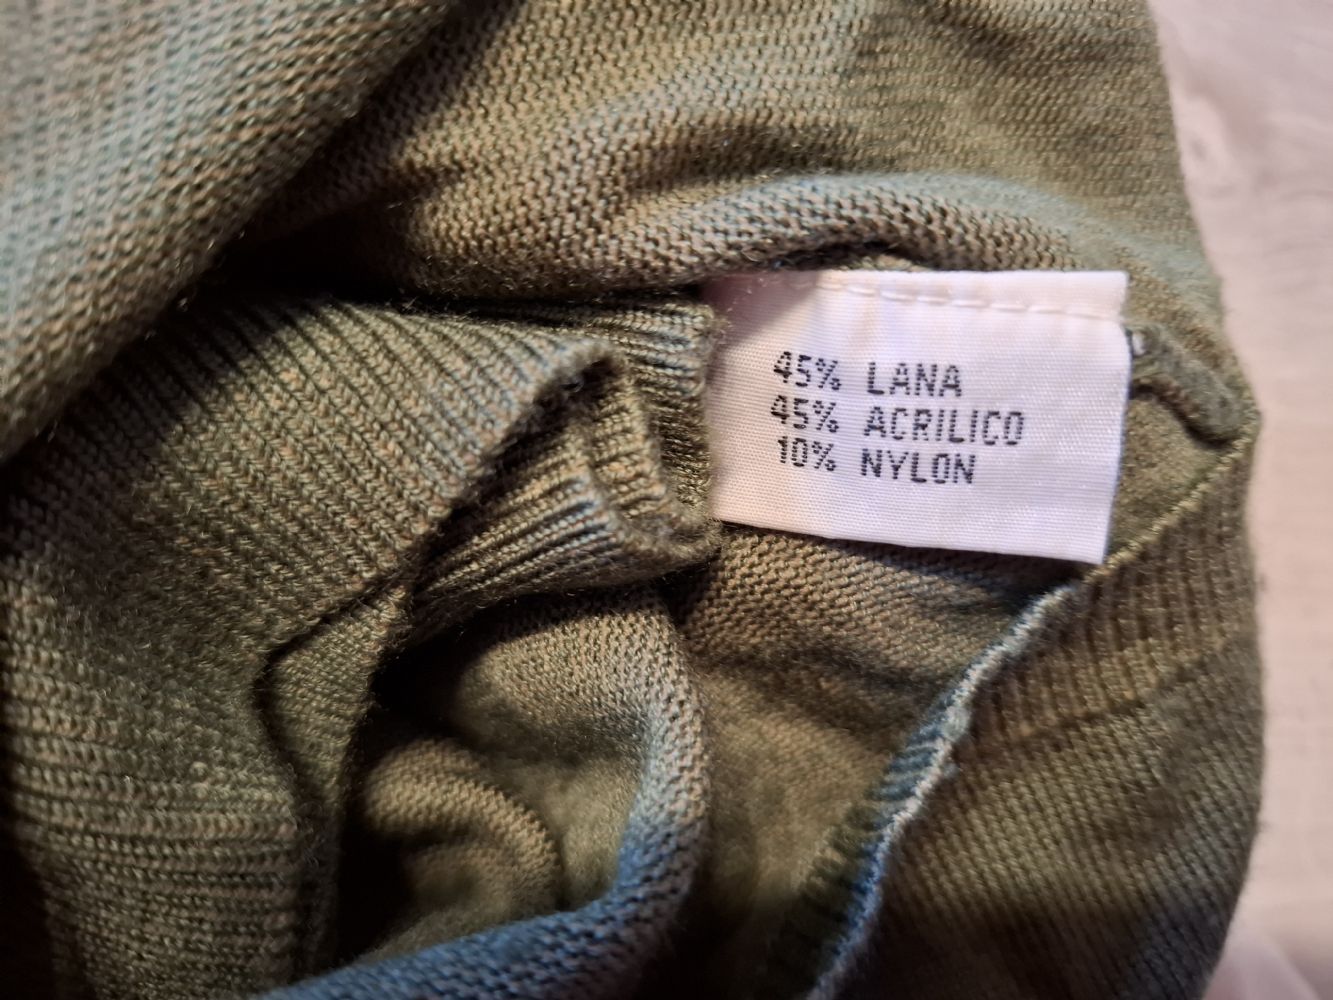 45% LANA
45% ACRILICO
10% NYLON